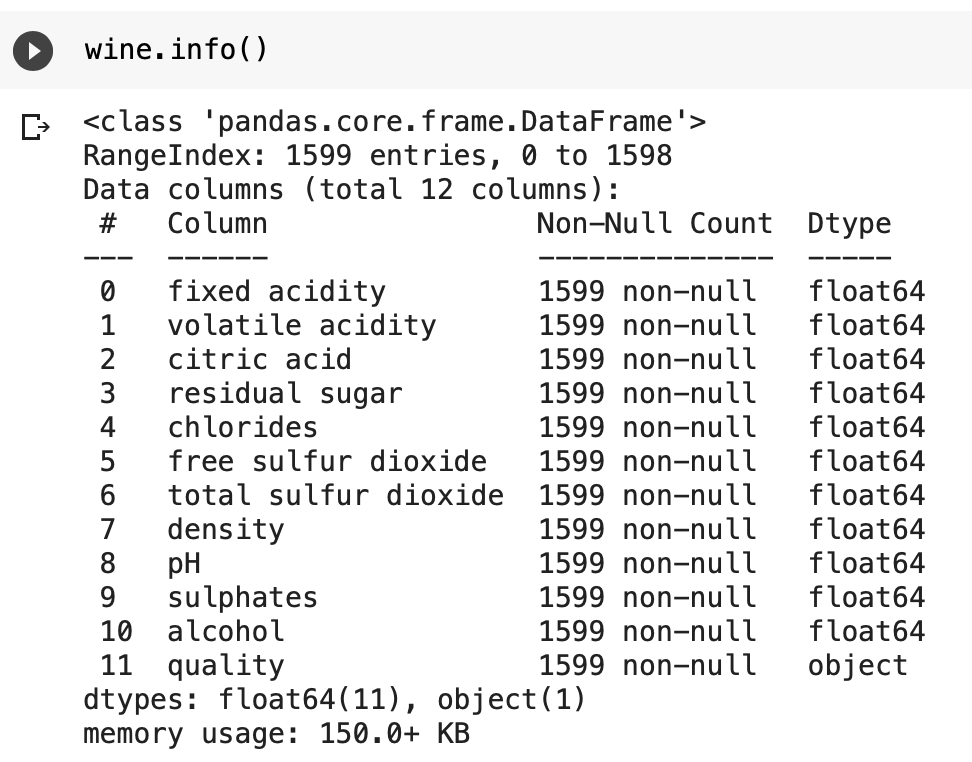 wine.info()
<class 'pandas.core.frame.DataFrame'>
RangeIndex: 1599 entries, 0 to 1598
Data columns (total 12 columns):
 #   Column                Non-Null Count  Dtype
---  ------                --------------  -----
 0   fixed acidity         1599 non-null   float64
 1   volatile acidity      1599 non-null   float64
 2   citric acid           1599 non-null   float64
 3   residual sugar        1599 non-null   float64
 4   chlorides             1599 non-null   float64
 5   free sulfur dioxide   1599 non-null   float64
 6   total sulfur dioxide  1599 non-null   float64
 7   density               1599 non-null   float64
 8   pH                    1599 non-null   float64
 9   sulphates             1599 non-null   float64
 10  alcohol               1599 non-null   float64
 11  quality               1599 non-null   object
dtypes: float64(11), object(1)
memory usage: 150.0+ KB